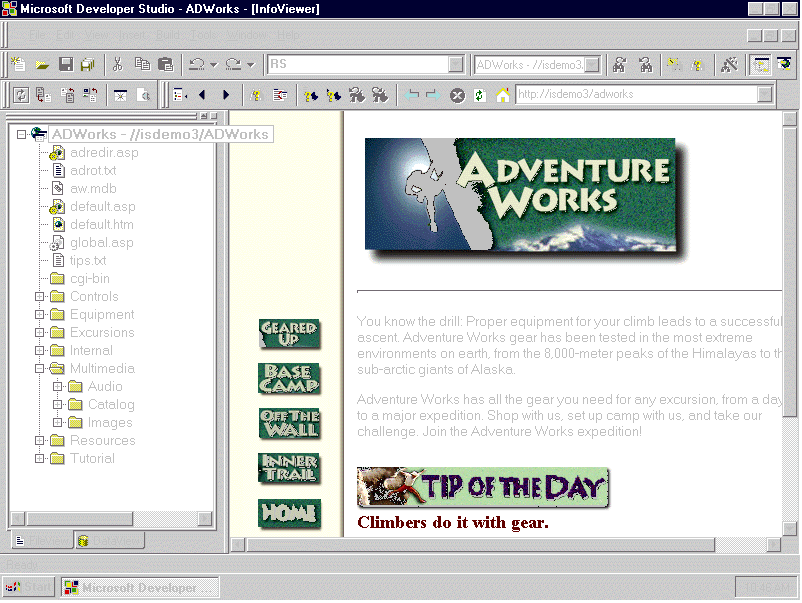 Microsoft Developer Studio - ADWorks - [InfoViewer]
File Edit View Insert Build Tools Window Help
RS
ADWorks - //isdemo3.
http://isdemo3/adworks
ADWorks - //isdemo3/ADWorks
adredir.asp
adrot.txt
aw.mdb
default.asp
default.htm
global.asp
tips.txt
cgi-bin
Controls
Equipment
Excursions
Internal
Multimedia
Audio
Catalog
Images
Resources
Tutorial
ADVENTURE
WORKS
GEARED
UP
BASE
CAMP
OFF THE
WALL
INNER
TRAIL
HOME
You know the drill: Proper equipment for your climb leads to a successful
ascent. Adventure Works gear has been tested in the most extreme
environments on earth, from the 8,000-meter peaks of the Himalayas to th
sub-arctic giants of Alaska.
Adventure Works has all the gear you need for any excursion, from a day
to a major expedition. Shop with us, set up camp with us, and take our
challenge. Join the Adventure Works expedition!
TIP OF THE DAY
Climbers do it with gear.
Ready
Start
Microsoft Developer ...